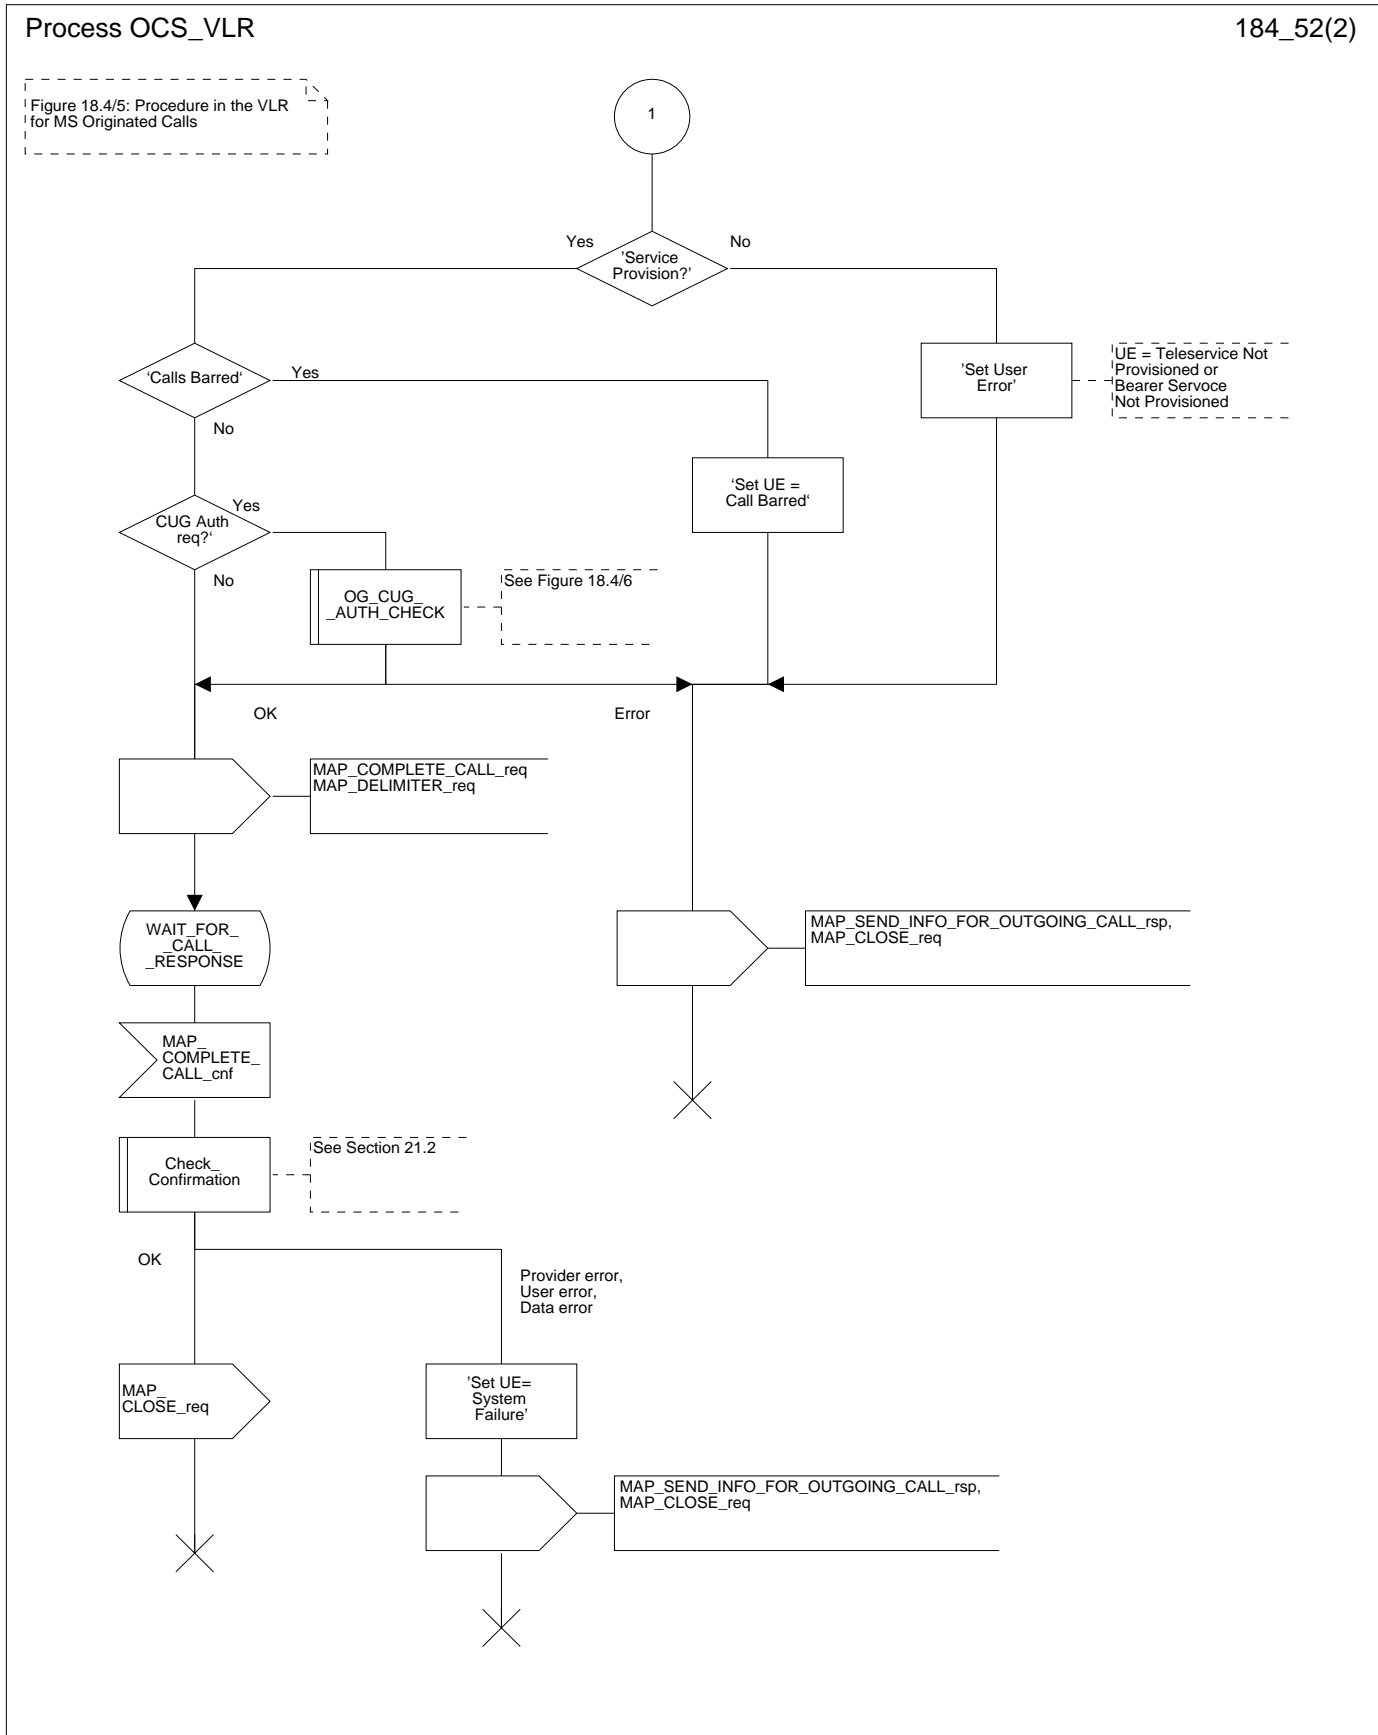 Process OCS_VLR
184_52(2)
Figure 18.4/5: Procedure in the VLR
for MS Originated Calls
1
Yes
No
’Service
Provision?’
‘Calls Barred‘
Yes
’Set User
Error’
UE = Teleservice Not
Provisioned or
Bearer Servoce
Not Provisioned
No
‘Set UE =
Call Barred‘
Yes
CUG Auth
req?‘
No
OG_CUG_
_AUTH_CHECK
See Figure 18.4/6
OK
Error
MAP_COMPLETE_CALL_req
MAP_DELIMITER_req
WAIT_FOR_
_CALL_
_RESPONSE
MAP_SEND_INFO_FOR_OUTGOING_CALL_rsp,
MAP_CLOSE_req
MAP_
COMPLETE_
CALL_cnf
Check_
Confirmation
See Section 21.2
OK
Provider error,
User error,
Data error
MAP_
CLOSE_req
’Set UE=
System
Failure’
MAP_SEND_INFO_FOR_OUTGOING_CALL_rsp,
MAP_CLOSE_req